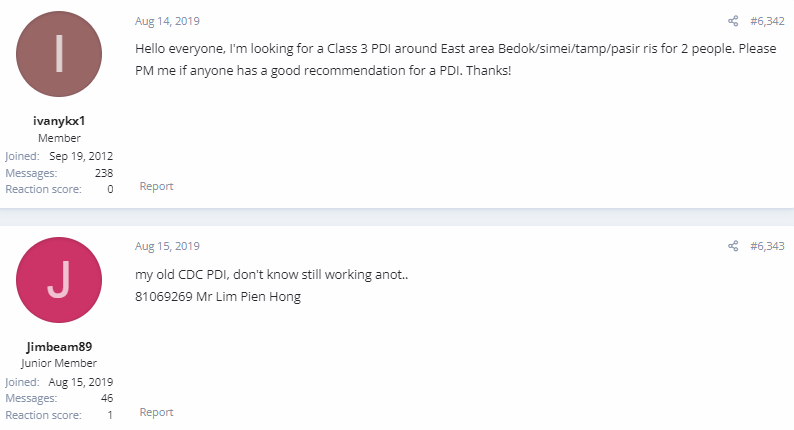 Aug 14, 2019 #6,342
I
Hello everyone, I'm looking for a Class 3 PDI around East area Bedok/simei/tamp/pasir ris for 2 people. Please
PM me if anyone has a good recommendation for a PDI. Thanks!
ivanykx1
Member
Joined: Sep 19, 2012
Messages: 238
Reaction score: 0
Report
Aug 15, 2019 #6,343
J
my old CDC PDI, don't know still working anot..
81069269 Mr Lim Pien Hong
Jimbeam89
Junior Member
Joined: Aug 15, 2019
Messages: 46
Reaction score: 1
Report